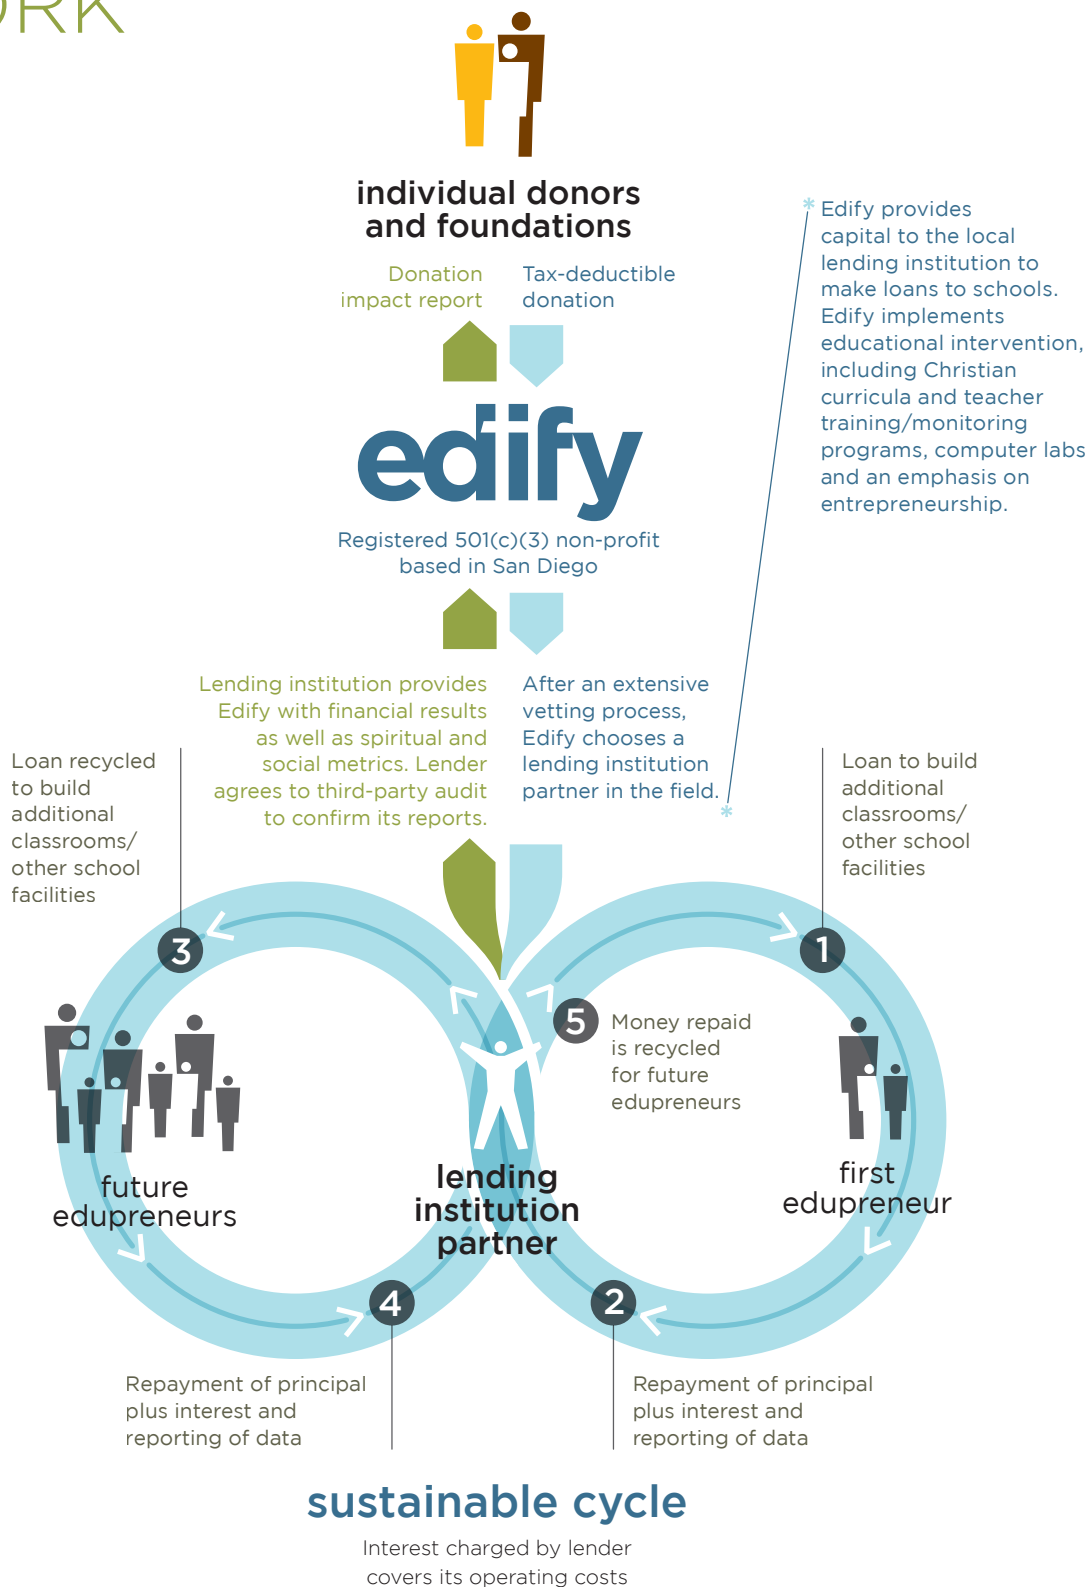 individual donors
and foundations
Donation
impact report
Tax-deductible
donation
* Edify provides
capital to the local
lending institution to
make loans to schools.
Edify implements
educational intervention,
including Christian
curricula and teacher
training/monitoring
programs, computer labs
and an emphasis on
entrepreneurship.
edify
Registered 501(c)(3) non-profit
based in San Diego
Lending institution provides
Edify with financial results
as well as spiritual and
social metrics. Lender
agrees to third-party audit
to confirm its reports.
After an extensive
vetting process,
Edify chooses a
lending institution
partner in the field.
*
Loan recycled
to build
additional
classrooms/
other school
facilities
Loan to build
additional
classrooms/
other school
facilities
3
1
5
Money repaid
is recycled
for future
edupreneurs
future
edupreneurs
lending
institution
partner
first
edupreneur
4
2
Repayment of principal
plus interest and
reporting of data
Repayment of principal
plus interest and
reporting of data
sustainable cycle
Interest charged by lender
covers its operating costs